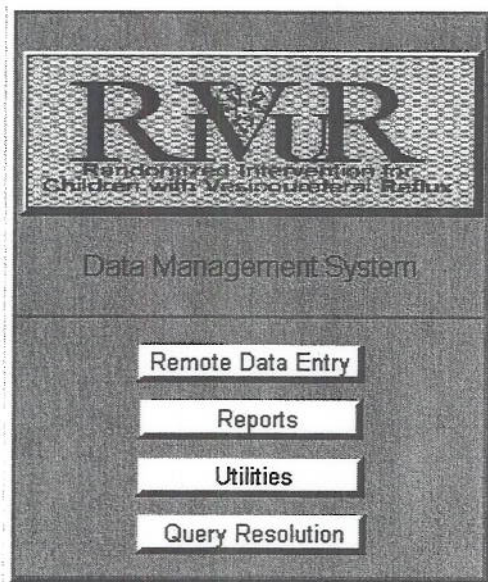 RIVUR
Randomized Intervention for
Children with Vesicoureteral Reflux
Data Management System
Remote Data Entry
Reports
Utilities
Query Resolution